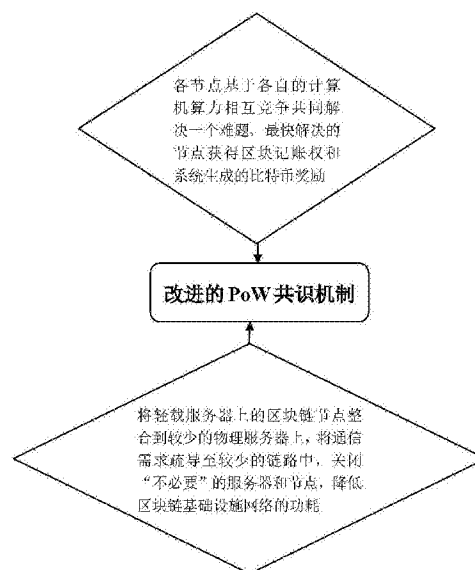 各节点基于各自的计算
机算力相互竞争共同解
决一个难题、最快解决的
节点获得区块记账权和
系统生成的比特币奖励
改进的PoW共识机制
将轻载服务器上的区块链节点整
合到较少的物理服务器上，将通信
需求疏导至较少的链路中，关闭
“不必要”的服务器和节点，降低
区块链基础设施网络的功耗